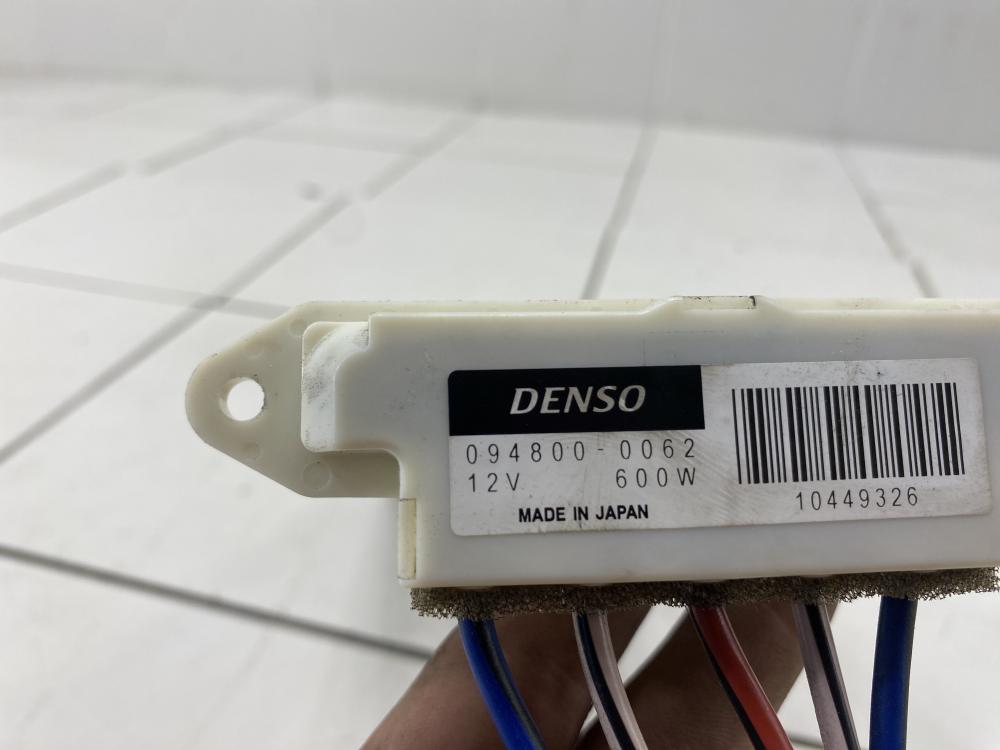 DENSO
094800-0062
12V 600W
MADE IN JAPAN
10449326